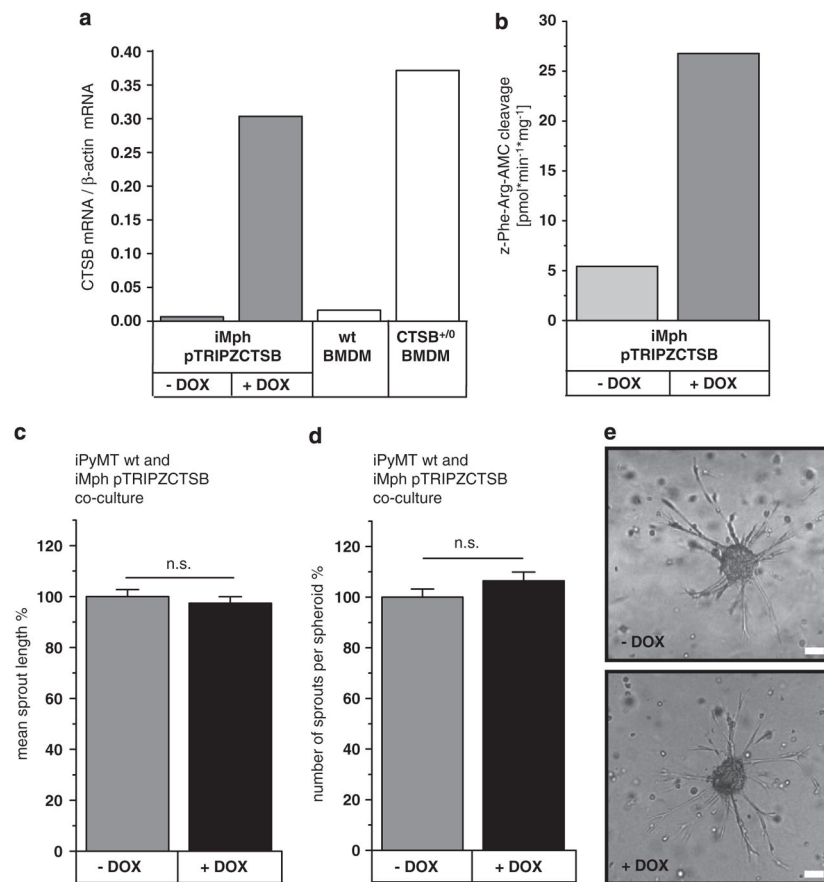 a
CTSB mRNA / β-actin mRNA
0.40
0.35
0.30
0.25
0.20
0.15
0.10
0.05
0.00
iMph
pTRIPZCTSB
wt
BMDM
CTSB+/0
BMDM
- DOX
+ DOX
b
z-Phe-Arg-AMC cleavage
[pmol*min-1*mg-1]
30
25
20
15
10
5
0
iMph
pTRIPZCTSB
- DOX
+ DOX
c
iPyMT wt and
iMph pTRIPZCTSB
co-culture
mean sprout length %
120
100
80
60
40
20
0
n.s.
- DOX
+ DOX
d
iPyMT wt and
iMph pTRIPZCTSB
co-culture
number of sprouts per spheroid %
120
100
80
60
40
20
0
n.s.
- DOX
+ DOX
e
- DOX
+ DOX